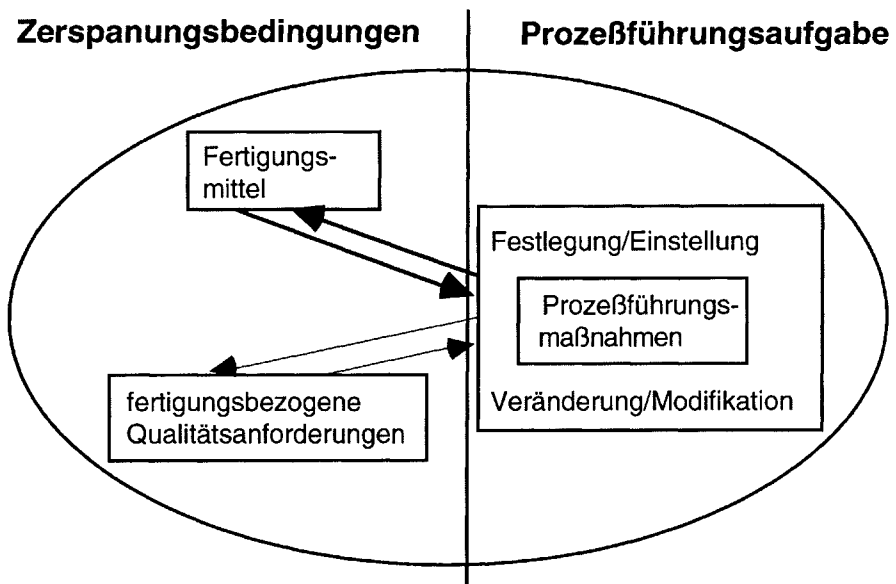 Zerspanungsbedingungen
Prozeßführungsaufgabe
Fertigungs-
mittel
Festlegung/Einstellung
Prozeßführungs-
maßnahmen
Veränderung/Modifikation
fertigungsbezogene
Qualitätsanforderungen